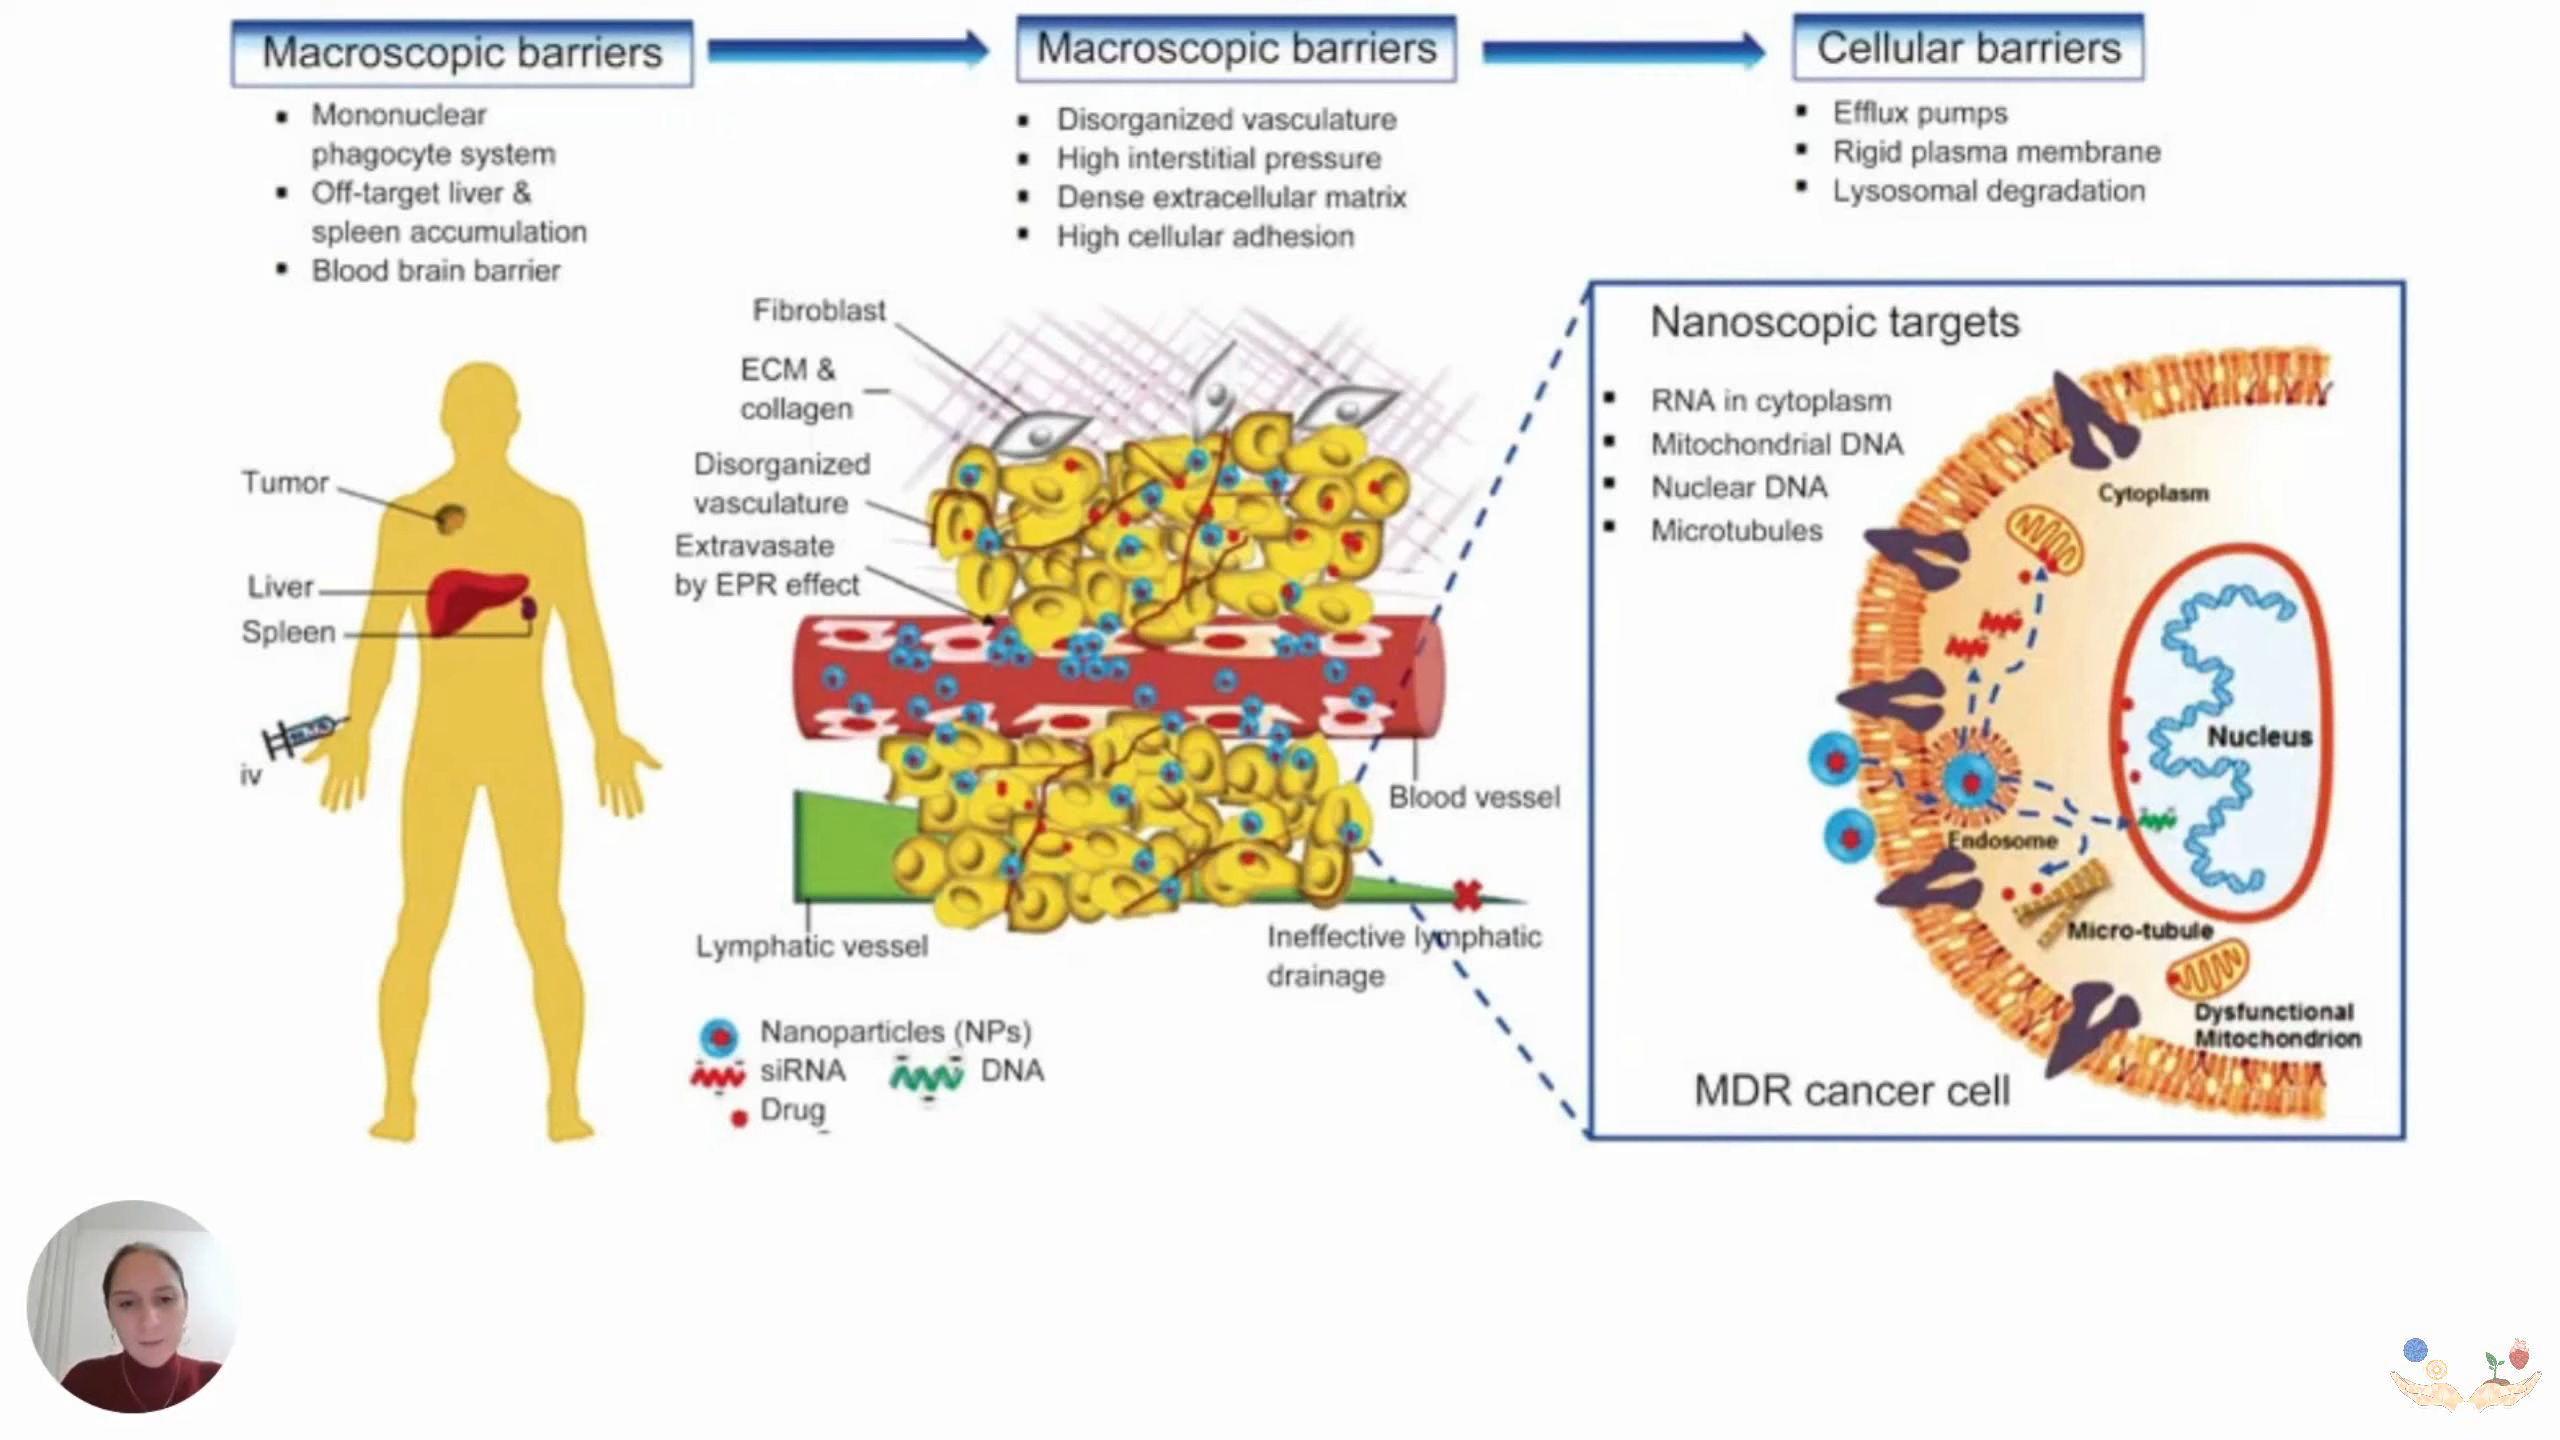 Macroscopic barriers
Mononuclear
phagocyte system
Off-target liver &
spleen accumulation
Blood brain barrier
Macroscopic barriers
Disorganized vasculature
High interstitial pressure
Dense extracellular matrix
High cellular adhesion
Cellular barriers
Efflux pumps
Rigid plasma membrane
Lysosomal degradation
Tumor
Liver
Spleen
iv
Fibroblast
ECM &
collagen
Disorganized
vasculature
Extravasate
by EPR effect
Blood vessel
Lymphatic vessel
Ineffective lymphatic
drainage
Nanoparticles (NPs)
siRNA
DNA
Drug
Nanoscopic targets
RNA in cytoplasm
Mitochondrial DNA
Nuclear DNA
Microtubules
Cytoplasm
Nucleus
Endosome
Micro-tubule
Dysfunctional
Mitochondrion
MDR cancer cell